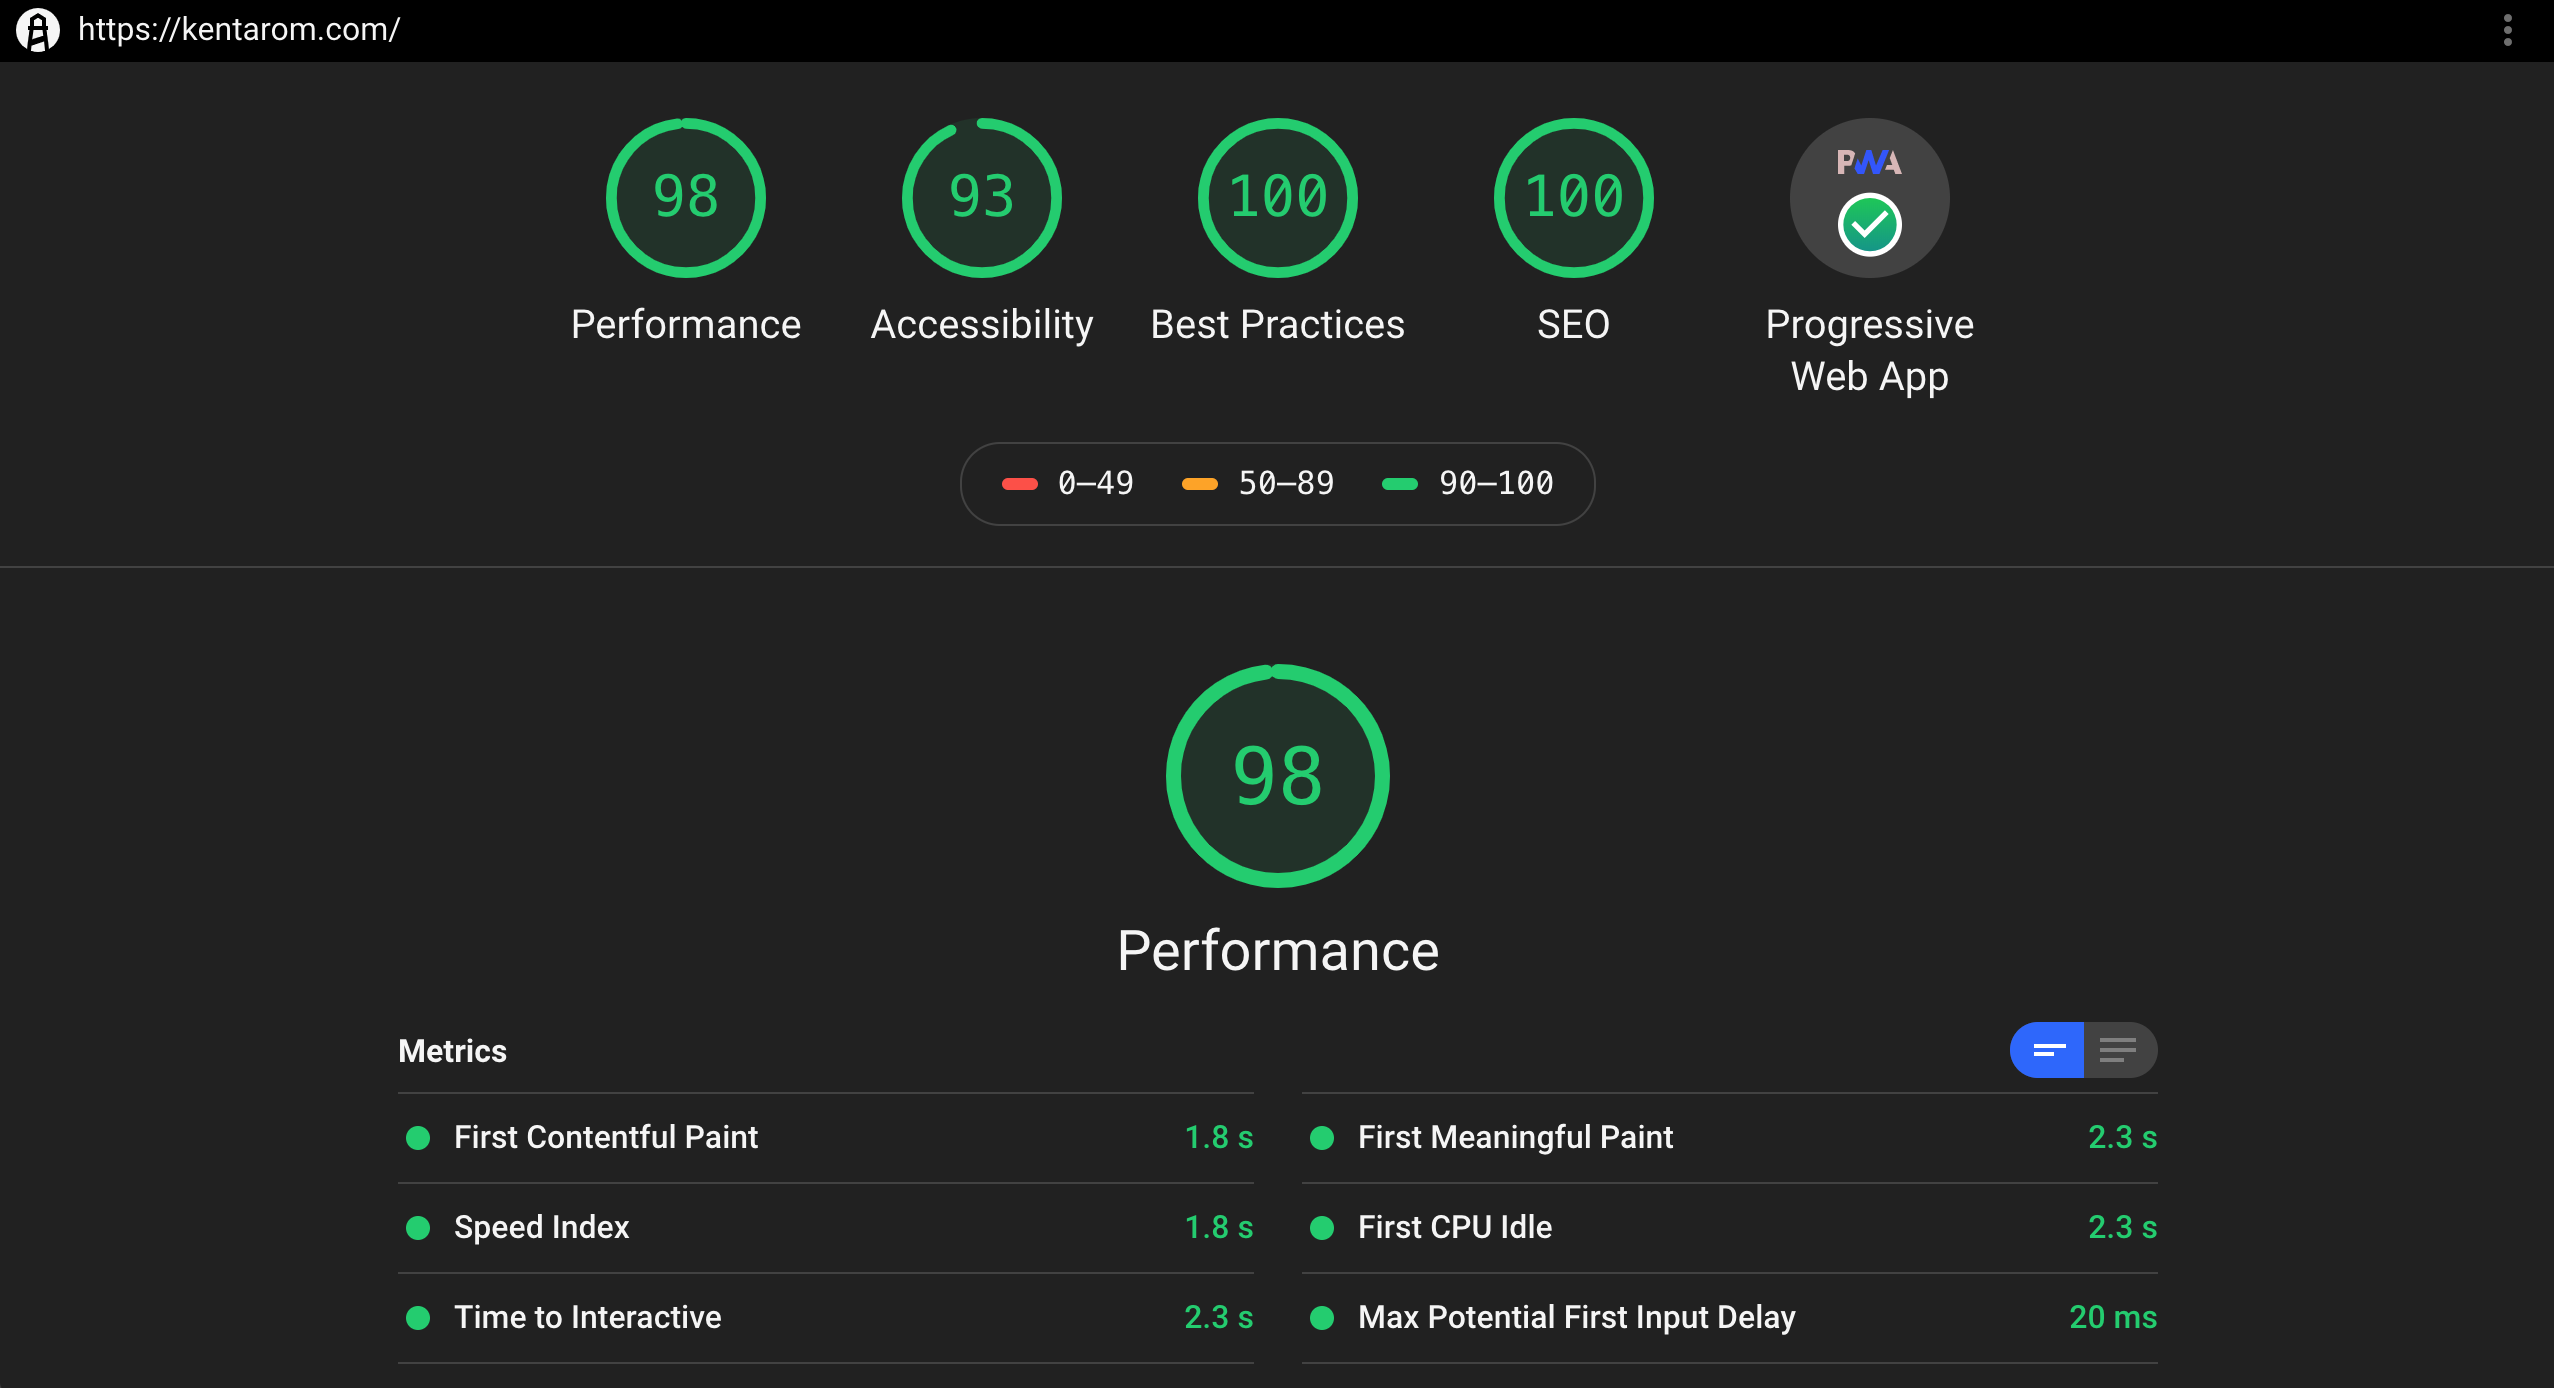 https://kentarom.com/
98
93
100
100
PWA
Performance
Accessibility
Best Practices
SEO
Progressive
Web App
0–49
50–89
90–100
98
Performance
Metrics
First Contentful Paint 1.8 s
First Meaningful Paint 2.3 s
Speed Index 1.8 s
First CPU Idle 2.3 s
Time to Interactive 2.3 s
Max Potential First Input Delay 20 ms